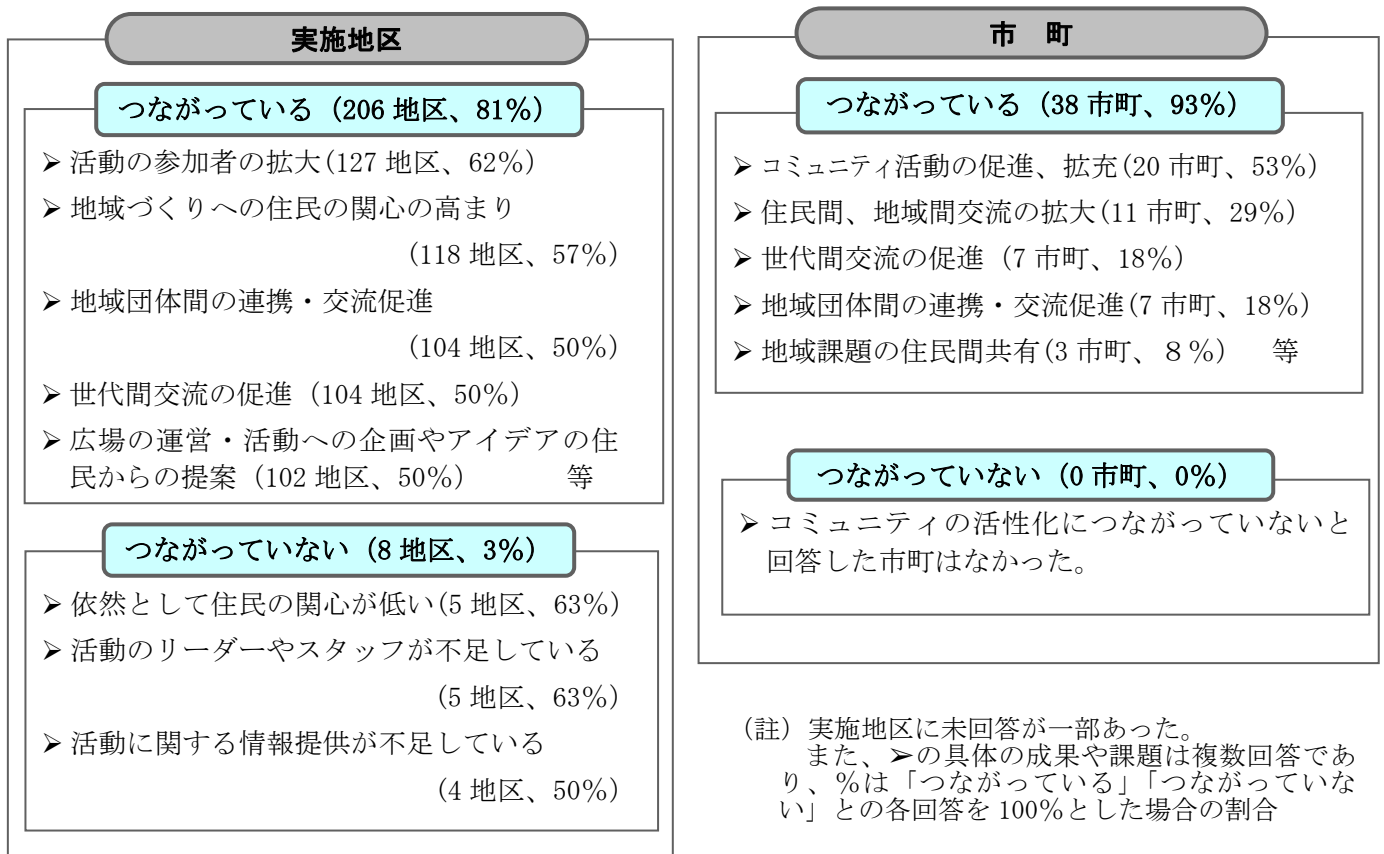 実施地区
つながっている（206 地区、81％）
➢ 活動の参加者の拡大(127 地区、62％)
➢ 地域づくりへの住民の関心の高まり
(118 地区、57％)
➢ 地域団体間の連携・交流促進
(104 地区、50％)
➢ 世代間交流の促進（104 地区、50％）
➢ 広場の運営・活動への企画やアイデアの住
民からの提案（102 地区、50％） 等
つながっていない（8 地区、3％）
➢ 依然として住民の関心が低い(5 地区、63％)
➢ 活動のリーダーやスタッフが不足している
(5 地区、63％)
➢ 活動に関する情報提供が不足している
(4 地区、50％)
市 町
つながっている（38 市町、93％）
➢ コミュニティ活動の促進、拡充(20 市町、53％)
➢ 住民間、地域間交流の拡大(11 市町、29％)
➢ 世代間交流の促進（7 市町、18％）
➢ 地域団体間の連携・交流促進(7 市町、18％)
➢ 地域課題の住民間共有(3 市町、８％) 等
つながっていない（0 市町、0％）
➢ コミュニティの活性化につながっていないと
回答した市町はなかった。
（註）実施地区に未回答が一部あった。
また、➢の具体の成果や課題は複数回答であ
り、％は「つながっている」「つながっていな
い」との各回答を 100％とした場合の割合